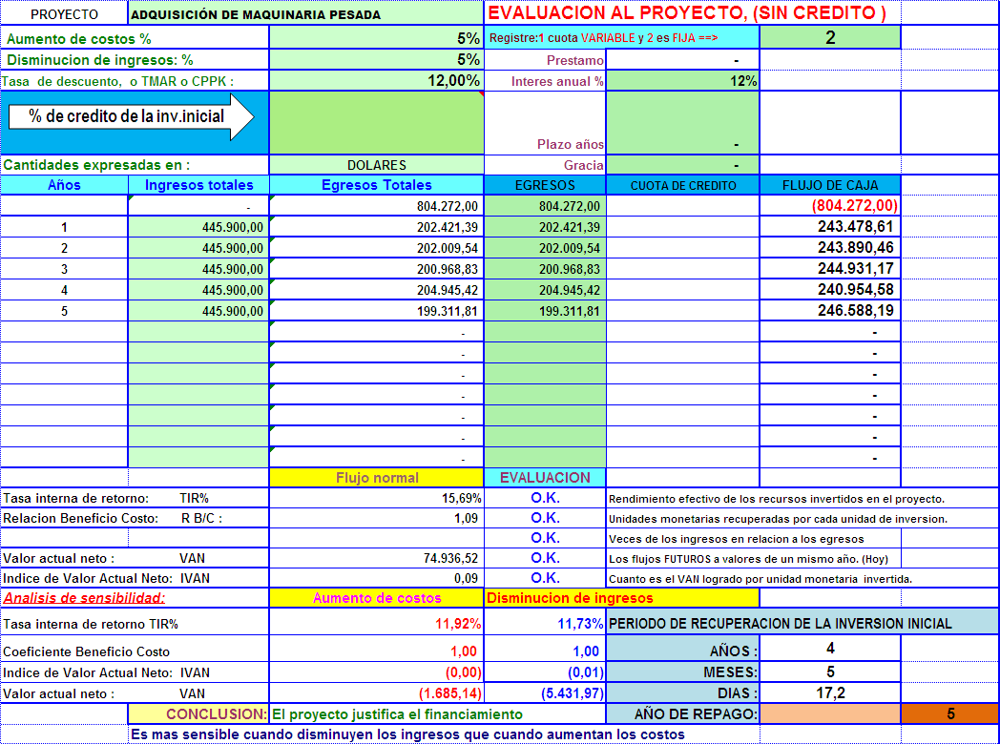 PROYECTO ADQUISICIÓN DE MAQUINARIA PESADA EVALUACION AL PROYECTO, (SIN CREDITO )
Aumento de costos % 5% Registre:1 cuota VARIABLE y 2 es FIJA ==> 2
Disminucion de ingresos: % 5% Prestamo -
Tasa de descuento, o TMAR o CPPK : 12,00% Interes anual % 12%
% de credito de la inv.inicial
Plazo años -
Cantidades expresadas en : DOLARES Gracia -
Años Ingresos totales Egresos Totales EGRESOS CUOTA DE CREDITO FLUJO DE CAJA
- 804.272,00 804.272,00 (804.272,00)
1 445.900,00 202.421,39 202.421,39 243.478,61
2 445.900,00 202.009,54 202.009,54 243.890,46
3 445.900,00 200.968,83 200.968,83 244.931,17
4 445.900,00 204.945,42 204.945,42 240.954,58
5 445.900,00 199.311,81 199.311,81 246.588,19
- -
- -
- -
- -
- -
- -
- -
Flujo normal EVALUACION
Tasa interna de retorno: TIR% 15,69% O.K. Rendimiento efectivo de los recursos invertidos en el proyecto.
Relacion Beneficio Costo: R B/C : 1,09 O.K. Unidades monetarias recuperadas por cada unidad de inversion.
O.K. Veces de los ingresos en relacion a los egresos
Valor actual neto : VAN 74.936,52 O.K. Los flujos FUTUROS a valores de un mismo año. (Hoy)
Indice de Valor Actual Neto: IVAN 0,09 O.K. Cuanto es el VAN logrado por unidad monetaria invertida.
Analisis de sensibilidad: Aumento de costos Disminucion de ingresos
Tasa interna de retorno TIR% 11,92% 11,73% PERIODO DE RECUPERACION DE LA INVERSION INICIAL
Coeficiente Beneficio Costo 1,00 1,00 AÑOS : 4
Indice de Valor Actual Neto: IVAN (0,00) (0,01) MESES: 5
Valor actual neto : VAN (1.685,14) (5.431,97) DIAS : 17,2
CONCLUSION: El proyecto justifica el financiamiento AÑO DE REPAGO: 5
Es mas sensible cuando disminuyen los ingresos que cuando aumentan los costos